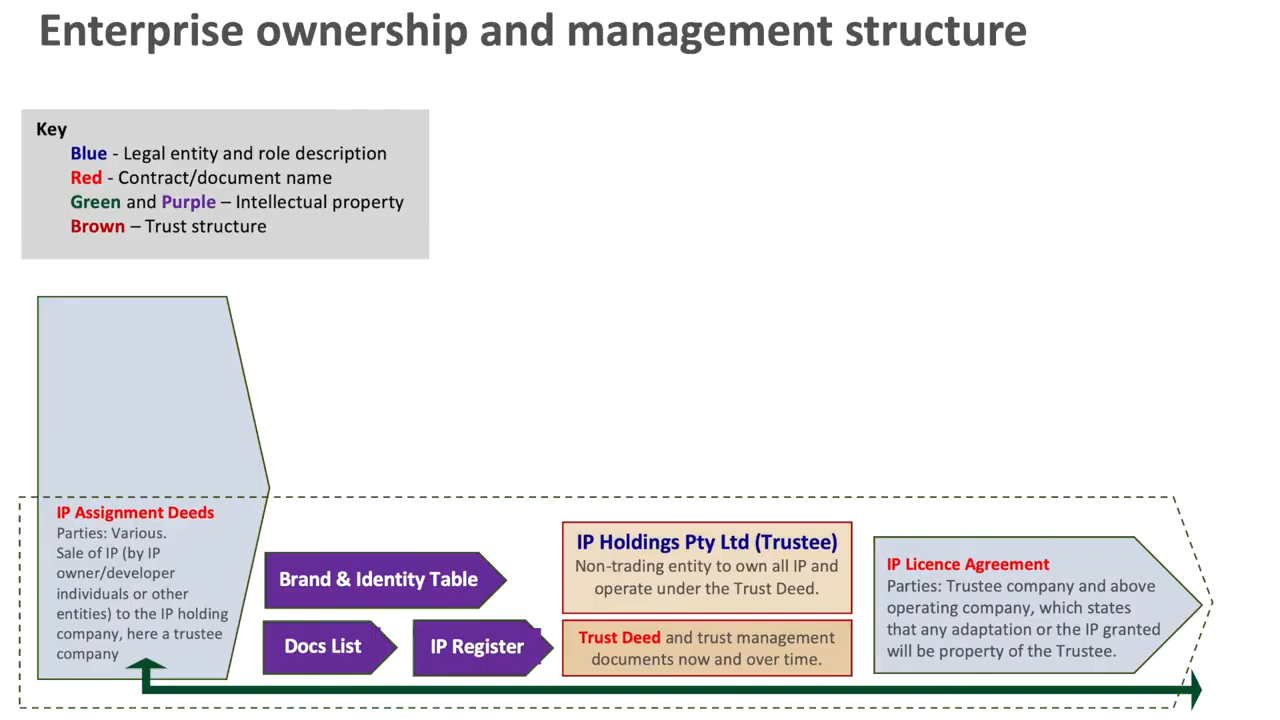 Enterprise ownership and management structure
Key
Blue - Legal entity and role description
Red - Contract/document name
Green and Purple – Intellectual property
Brown – Trust structure
IP Assignment Deeds
Parties: Various.
Sale of IP (by IP
owner/developer
individuals or other
entities) to the IP holding
company, here a trustee
company
Brand & Identity Table
Docs List
IP Register
IP Holdings Pty Ltd (Trustee)
Non-trading entity to own all IP and
operate under the Trust Deed.
Trust Deed and trust management
documents now and over time.
IP Licence Agreement
Parties: Trustee company and above
operating company, which states
that any adaptation or the IP granted
will be property of the Trustee.